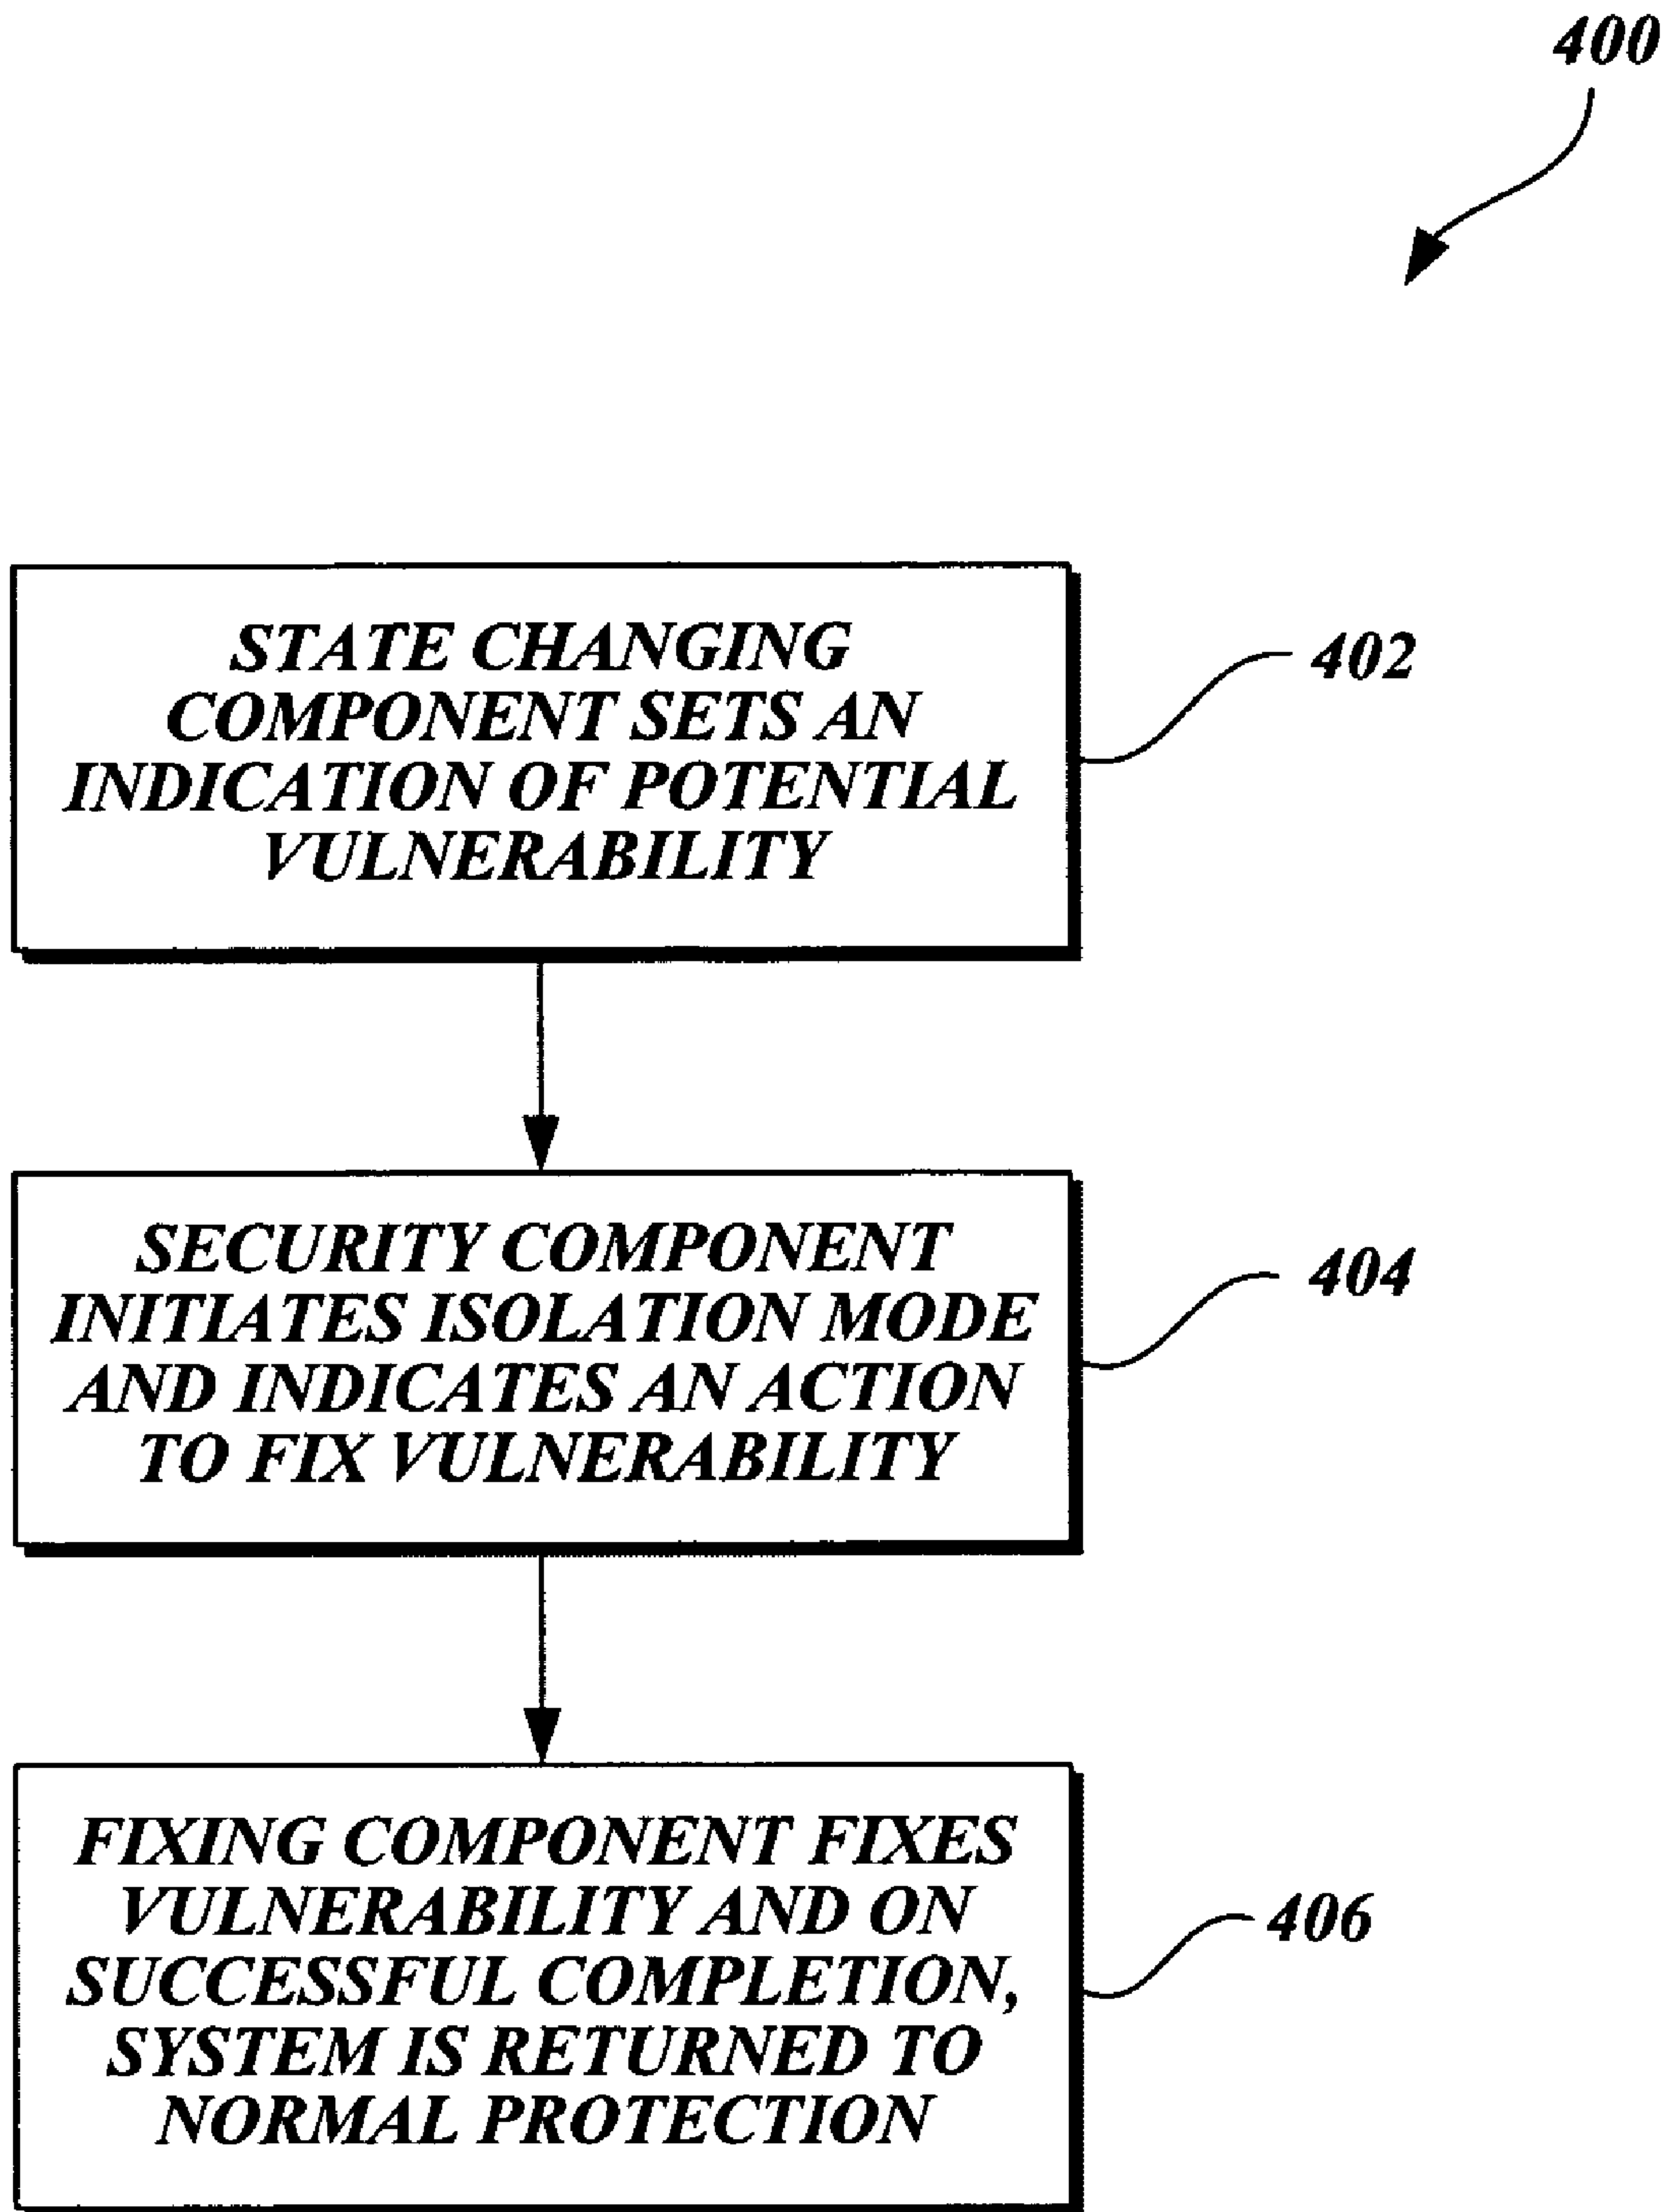 400
STATE CHANGING
COMPONENT SETS AN
INDICATION OF POTENTIAL
VULNERABILITY
402
SECURITY COMPONENT
INITIATES ISOLATION MODE
AND INDICATES AN ACTION
TO FIX VULNERABILITY
404
FIXING COMPONENT FIXES
VULNERABILITY AND ON
SUCCESSFUL COMPLETION,
SYSTEM IS RETURNED TO
NORMAL PROTECTION
406